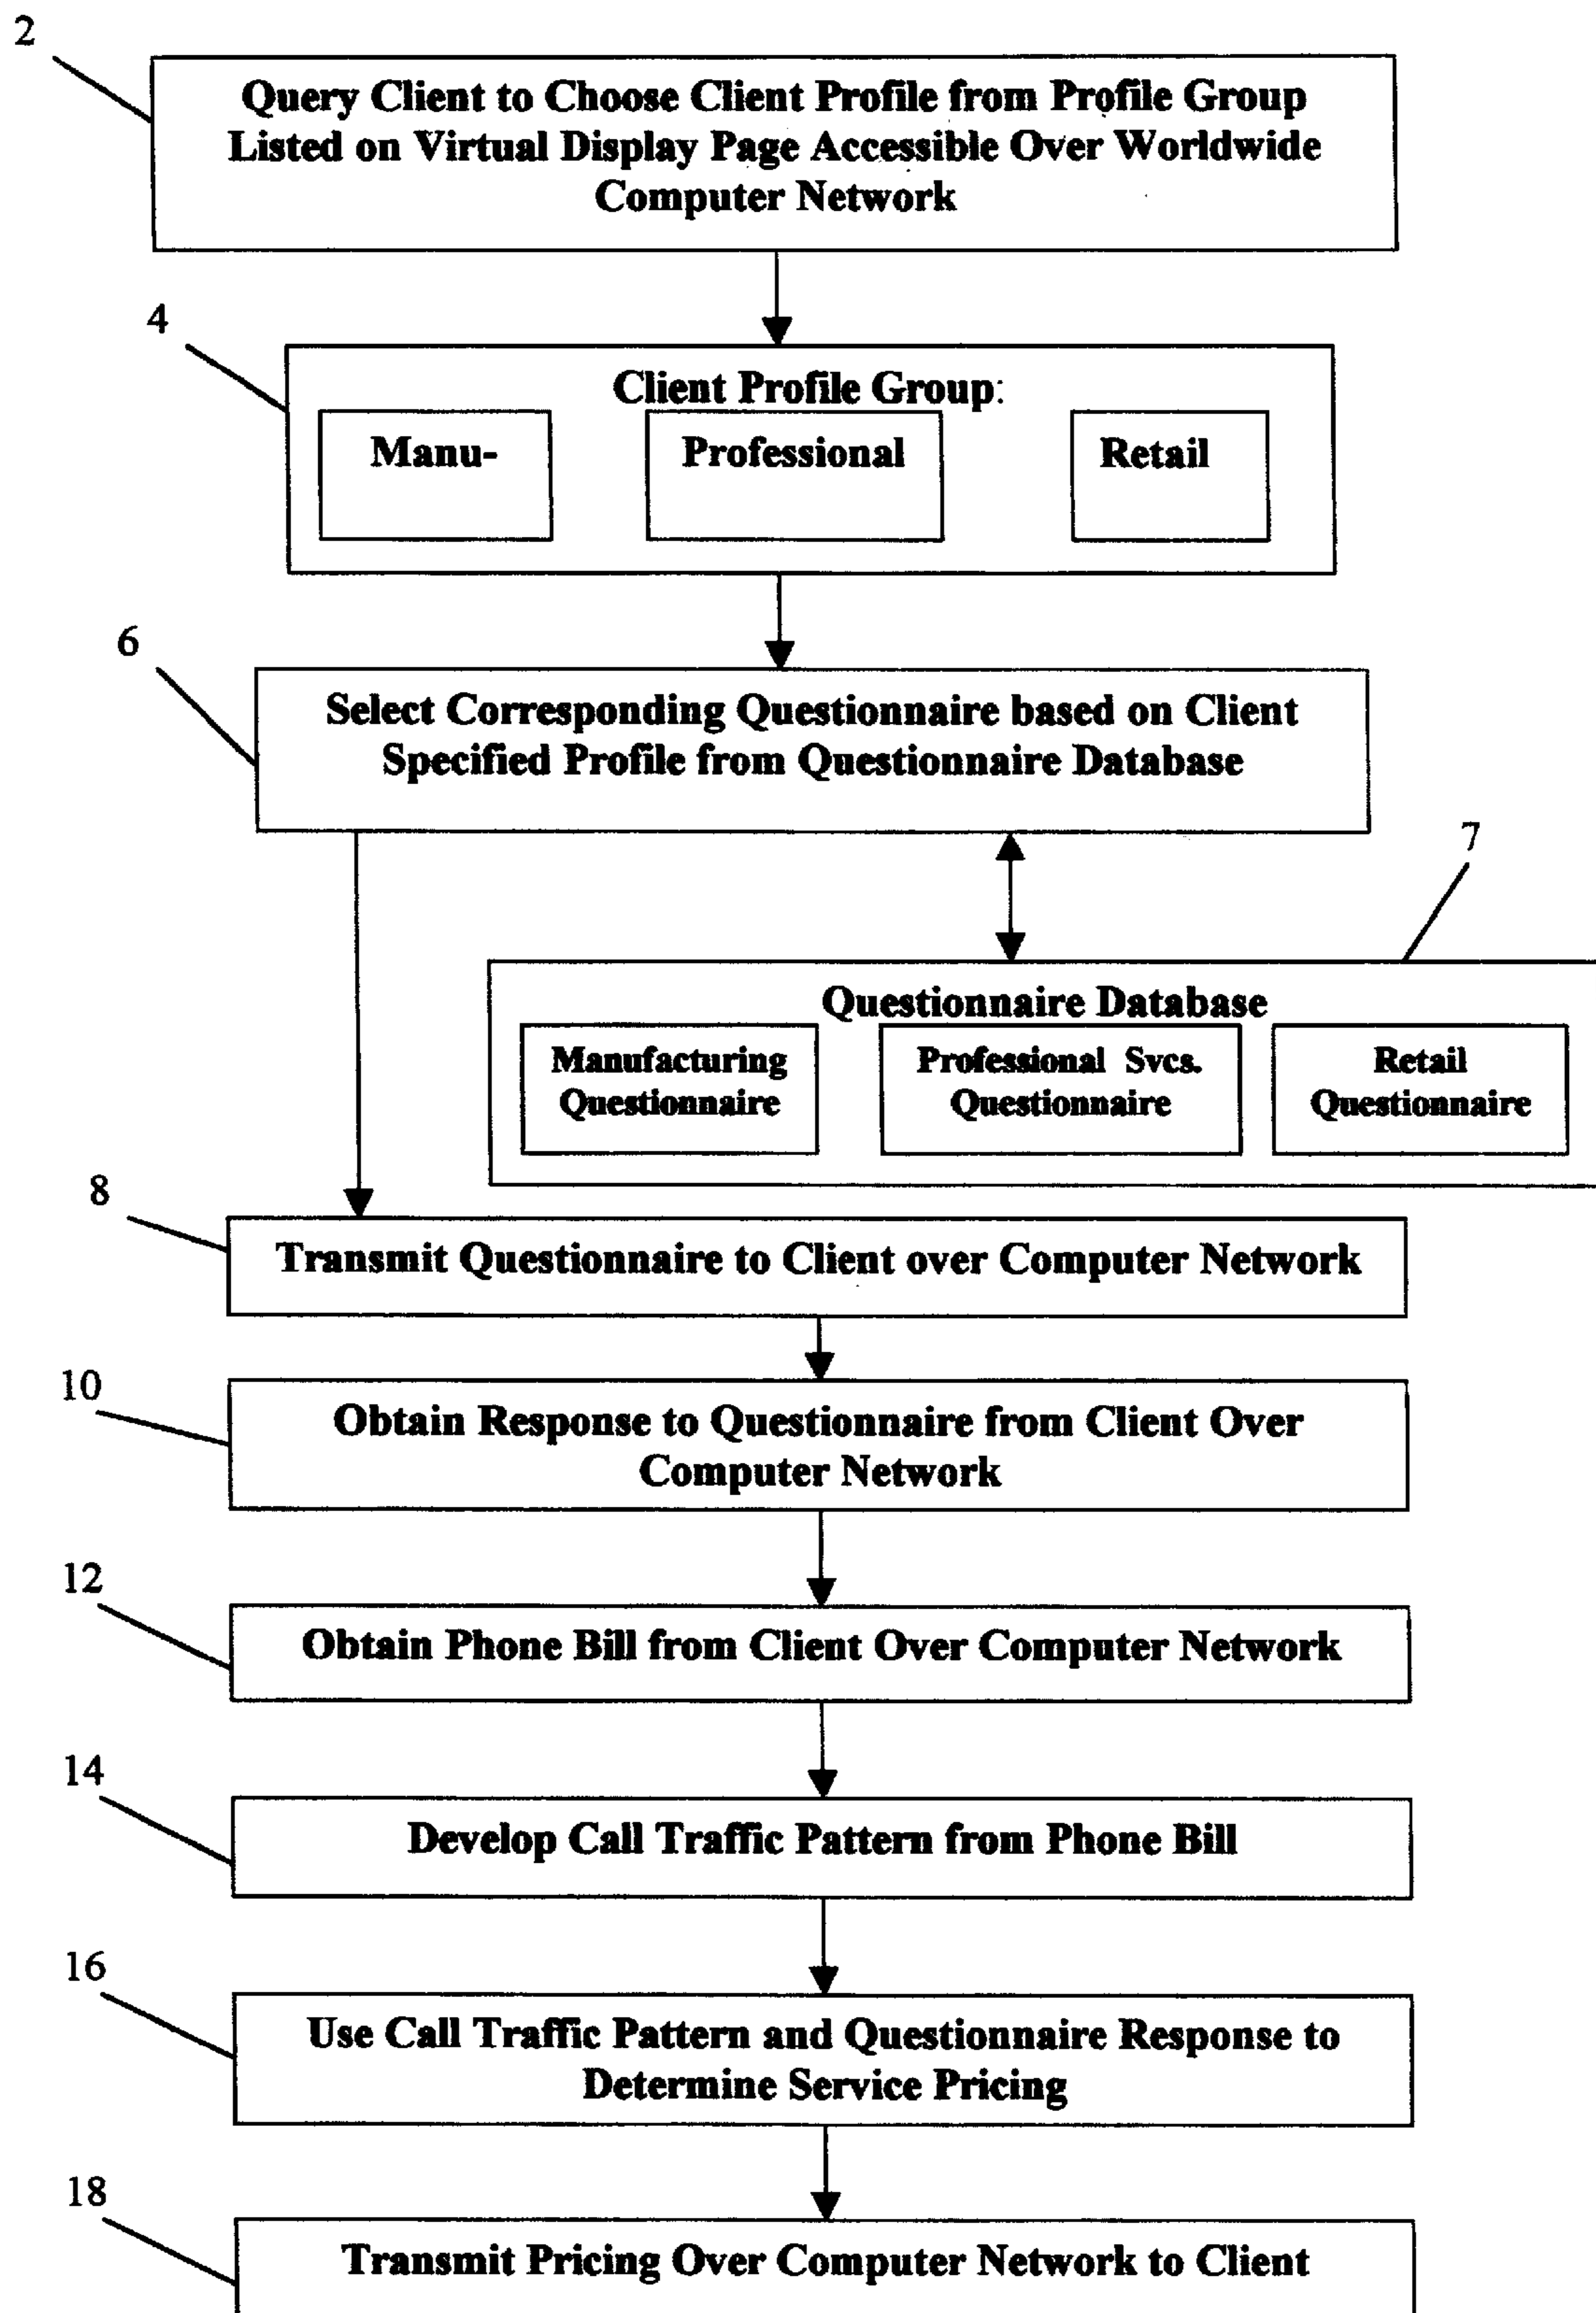 2
Query Client to Choose Client Profile from Profile Group
Listed on Virtual Display Page Accessible Over Worldwide
Computer Network
4
Client Profile Group:
Manu-
Professional
Retail
6
Select Corresponding Questionnaire based on Client
Specified Profile from Questionnaire Database
7
Questionnaire Database
Manufacturing
Questionnaire
Professional Svcs.
Questionnaire
Retail
Questionnaire
8
Transmit Questionnaire to Client over Computer Network
10
Obtain Response to Questionnaire from Client Over
Computer Network
12
Obtain Phone Bill from Client Over Computer Network
14
Develop Call Traffic Pattern from Phone Bill
16
Use Call Traffic Pattern and Questionnaire Response to
Determine Service Pricing
18
Transmit Pricing Over Computer Network to Client